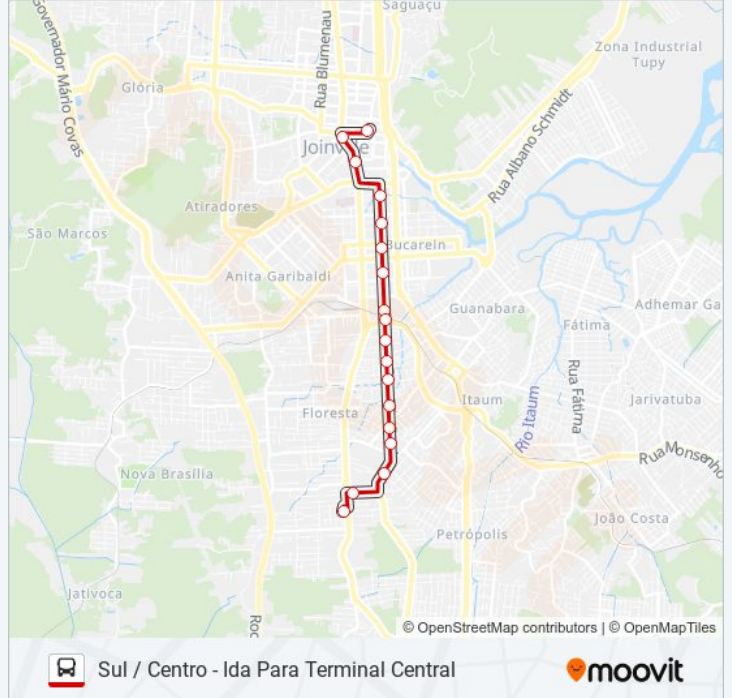 Saguaçu
Governador Mário Covas
Rua Blumenau
Zona Industrial
Tupy
Glória
Rua Albano Schmidt
Joinville
Atiradores
São Marcos
Bucarein
Anita Garibaldi
Guanabara
Adhemar Ga
Fátima
Rua Fátima
Itaum
Jarivatuba
Floresta
Rio Itaum
Rua Monsenho
Nova Brasília
João Costa
Petrópolis
Jativoca
Roc
© OpenStreetMap contributors | © OpenMapTiles
Sul / Centro - Ida Para Terminal Central
moovit